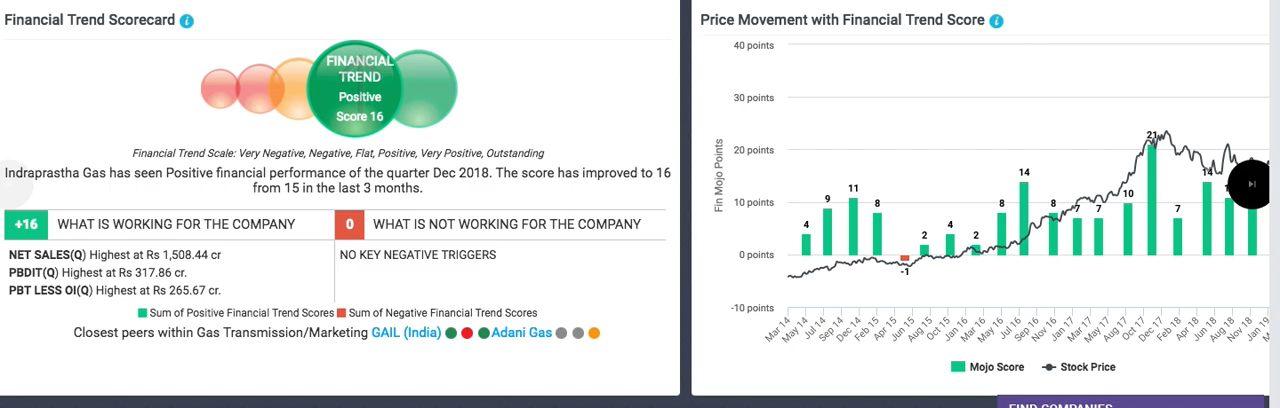 Financial Trend Scorecard
FINANCIAL
TREND
Positive
Score 16
Financial Trend Scale: Very Negative, Negative, Flat, Positive, Very Positive, Outstanding
Indraprastha Gas has seen Positive financial performance of the quarter Dec 2018. The score has improved to 16
from 15 in the last 3 months.
+16 WHAT IS WORKING FOR THE COMPANY
0 WHAT IS NOT WORKING FOR THE COMPANY
NET SALES(Q) Highest at Rs 1,508.44 cr
PBDIT(Q) Highest at Rs 317.86 cr.
PBT LESS OI(Q) Highest at Rs 265.67 cr.
NO KEY NEGATIVE TRIGGERS
Sum of Positive Financial Trend Scores Sum of Negative Financial Trend Scores
Closest peers within Gas Transmission/Marketing GAIL (India) Adani Gas
Price Movement with Financial Trend Score
Fin Mojo Points
40 points
30 points
20 points
10 points
0 points
-10 points
4 9 11 8 -1 2 4 2 8 14 8 7 7 10 21 7 14
Mar 14 May 14 Jul 14 Sep 14 Dec 14 Feb 15 Apr 15 Jun 15 Aug 15 Oct 15 Jan 16 Mar 16 May 16 Jul 16 Sep 16 Nov 16 Jan 17 Mar 17 May 17 Aug 17 Oct 17 Dec 17 Feb 18 Apr 18 Jun 18 Aug 18 Nov 18 Jan 19
Mojo Score Stock Price
FIND COMPANIES